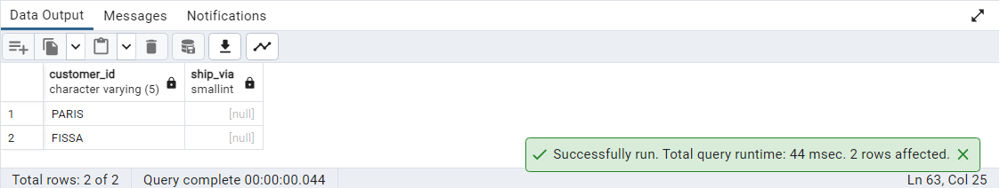 Data Output Messages Notifications
customer_id ship_via
character varying (5) smallint
1 PARIS [null]
2 FISSA [null]
Successfully run. Total query runtime: 44 msec. 2 rows affected.
Total rows: 2 of 2 Query complete 00:00:00.044 Ln 63, Col 25